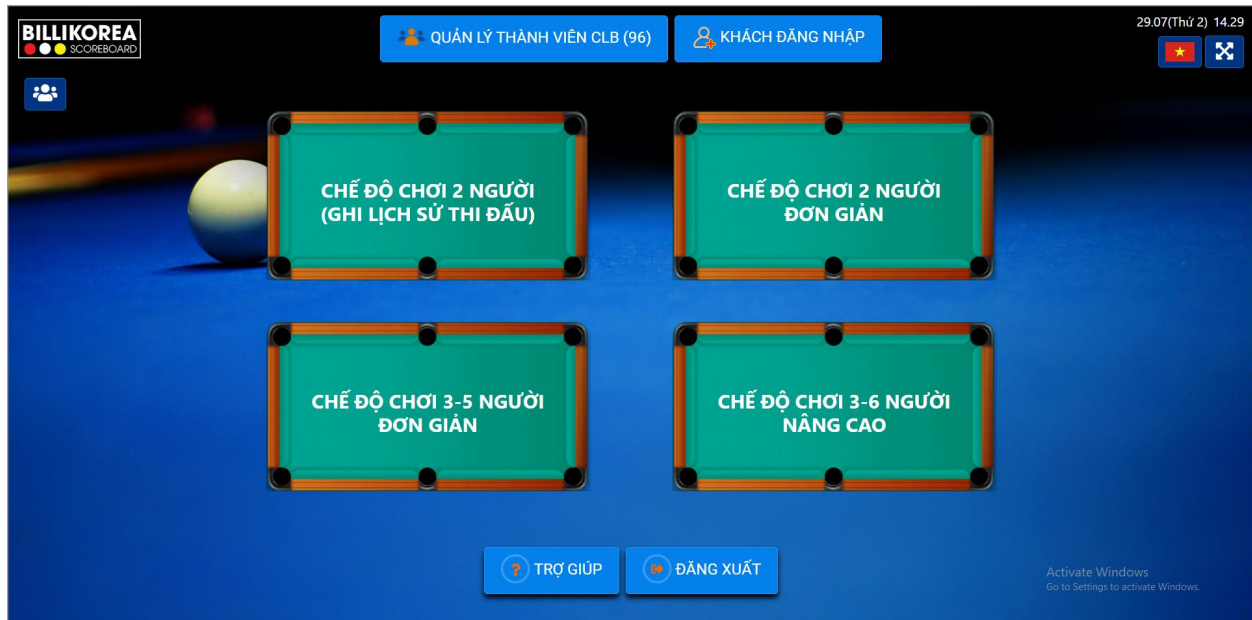 BILLIKOREA
SCOREBOARD
QUẢN LÝ THÀNH VIÊN CLB (96)
KHÁCH ĐĂNG NHẬP
29.07(Thứ 2) 14.29
CHẾ ĐỘ CHƠI 2 NGƯỜI
(GHI LỊCH SỬ THI ĐẤU)
CHẾ ĐỘ CHƠI 2 NGƯỜI
ĐƠN GIẢN
CHẾ ĐỘ CHƠI 3-5 NGƯỜI
ĐƠN GIẢN
CHẾ ĐỘ CHƠI 3-6 NGƯỜI
NÂNG CAO
? TRỢ GIÚP
ĐĂNG XUẤT
Activate Windows
Go to Settings to activate Windows.